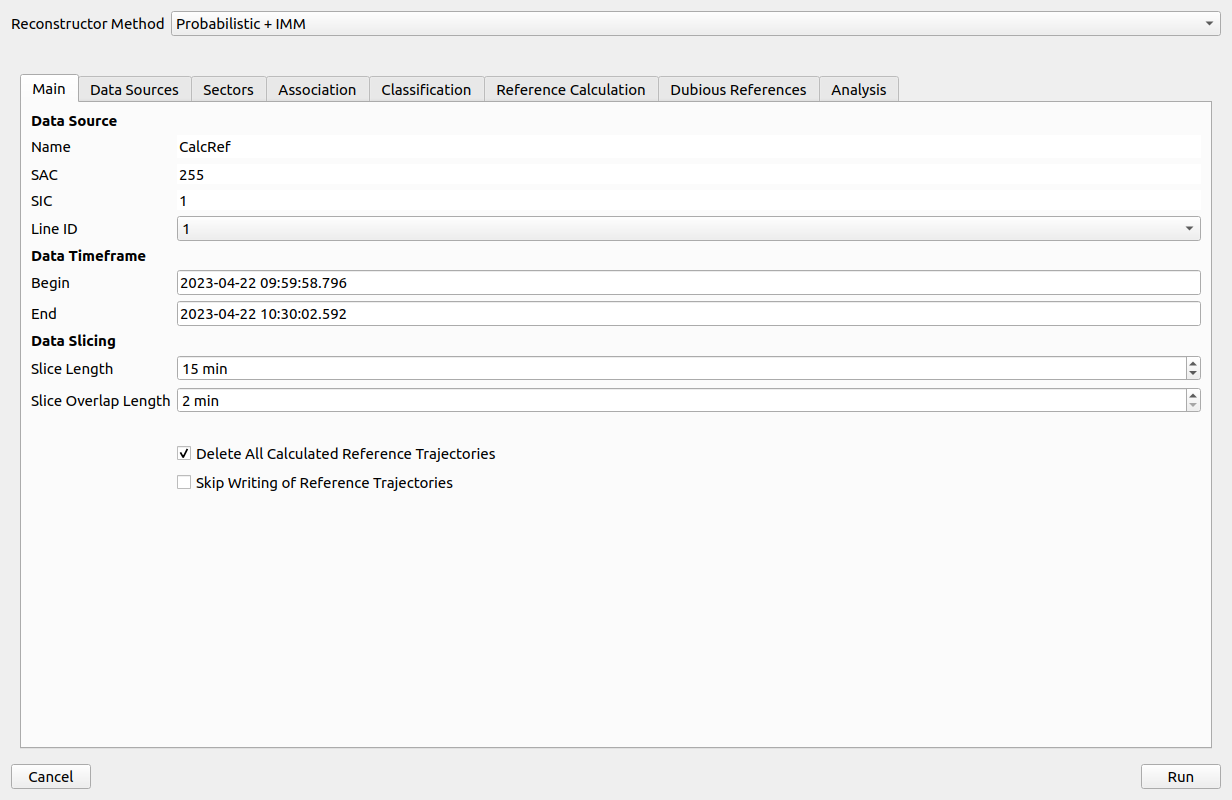 Reconstructor Method Probabilistic + IMM
Main Data Sources Sectors Association Classification Reference Calculation Dubious References Analysis
Data Source
Name CalcRef
SAC 255
SIC 1
Line ID 1
Data Timeframe
Begin 2023-04-22 09:59:58.796
End 2023-04-22 10:30:02.592
Data Slicing
Slice Length 15 min
Slice Overlap Length 2 min
Delete All Calculated Reference Trajectories
Skip Writing of Reference Trajectories
Cancel Run